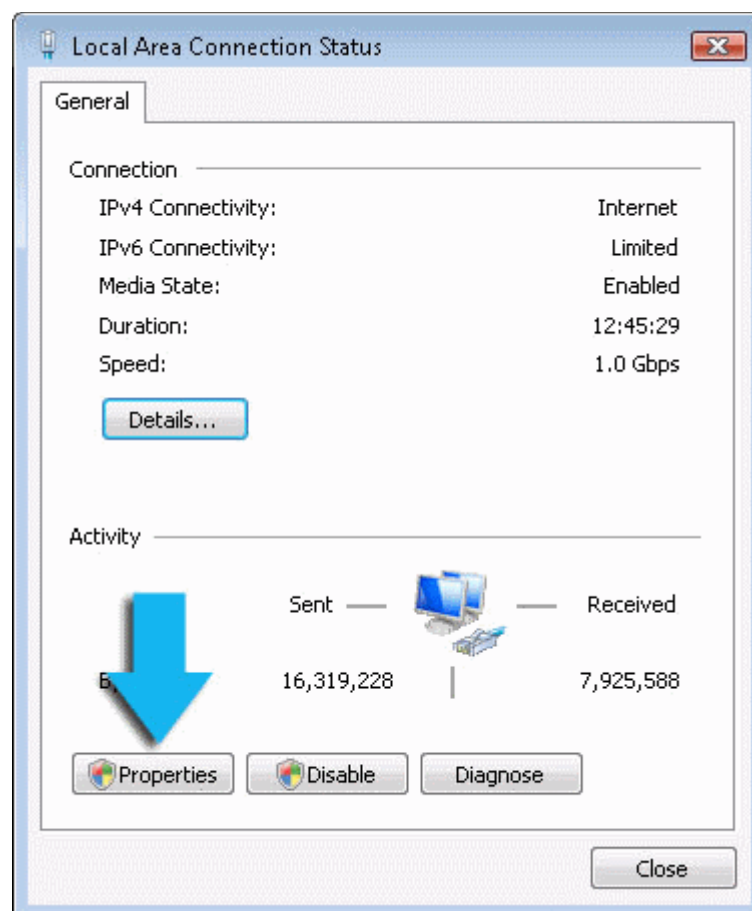 Local Area Connection Status
General
Connection
IPv4 Connectivity: Internet
IPv6 Connectivity: Limited
Media State: Enabled
Duration: 12:45:29
Speed: 1.0 Gbps
Details...
Activity
Sent Received
16,319,228 7,925,588
Properties Disable Diagnose
Close